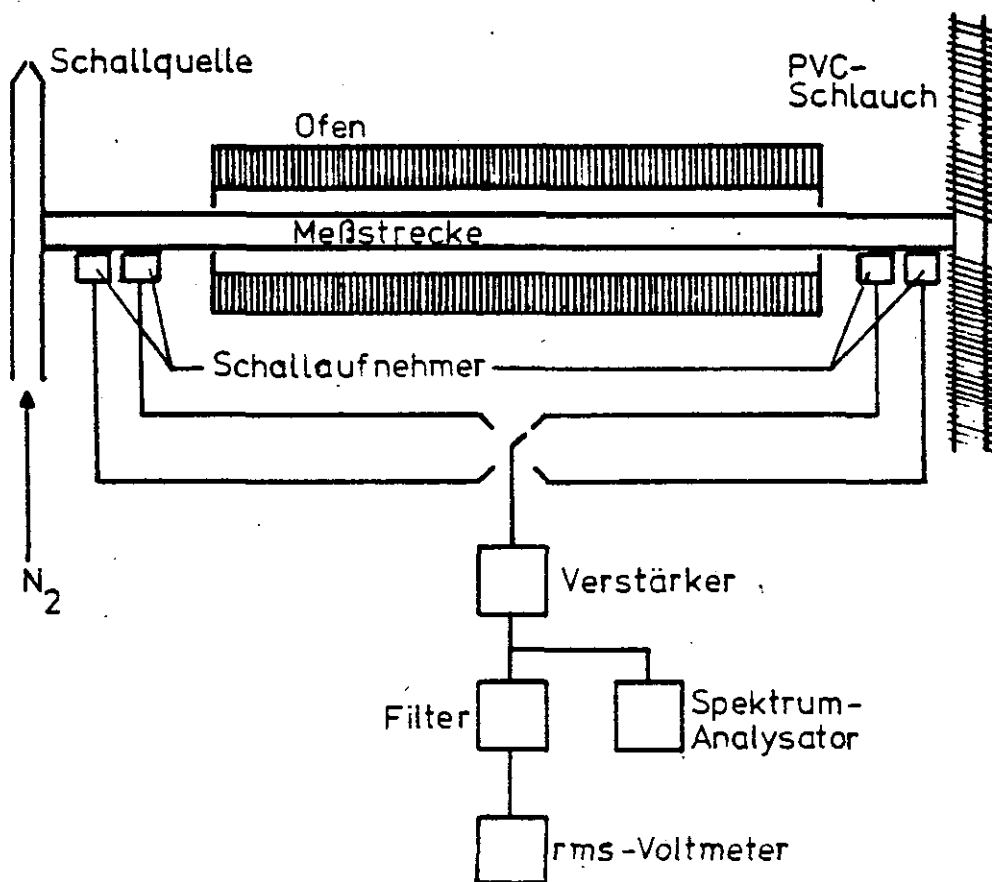 Schallquelle
PVC-
Schlauch
Ofen
Meßstrecke
Schallaufnehmer
N₂
Verstärker
Filter
Spektrum-
Analysator
rms-Voltmeter